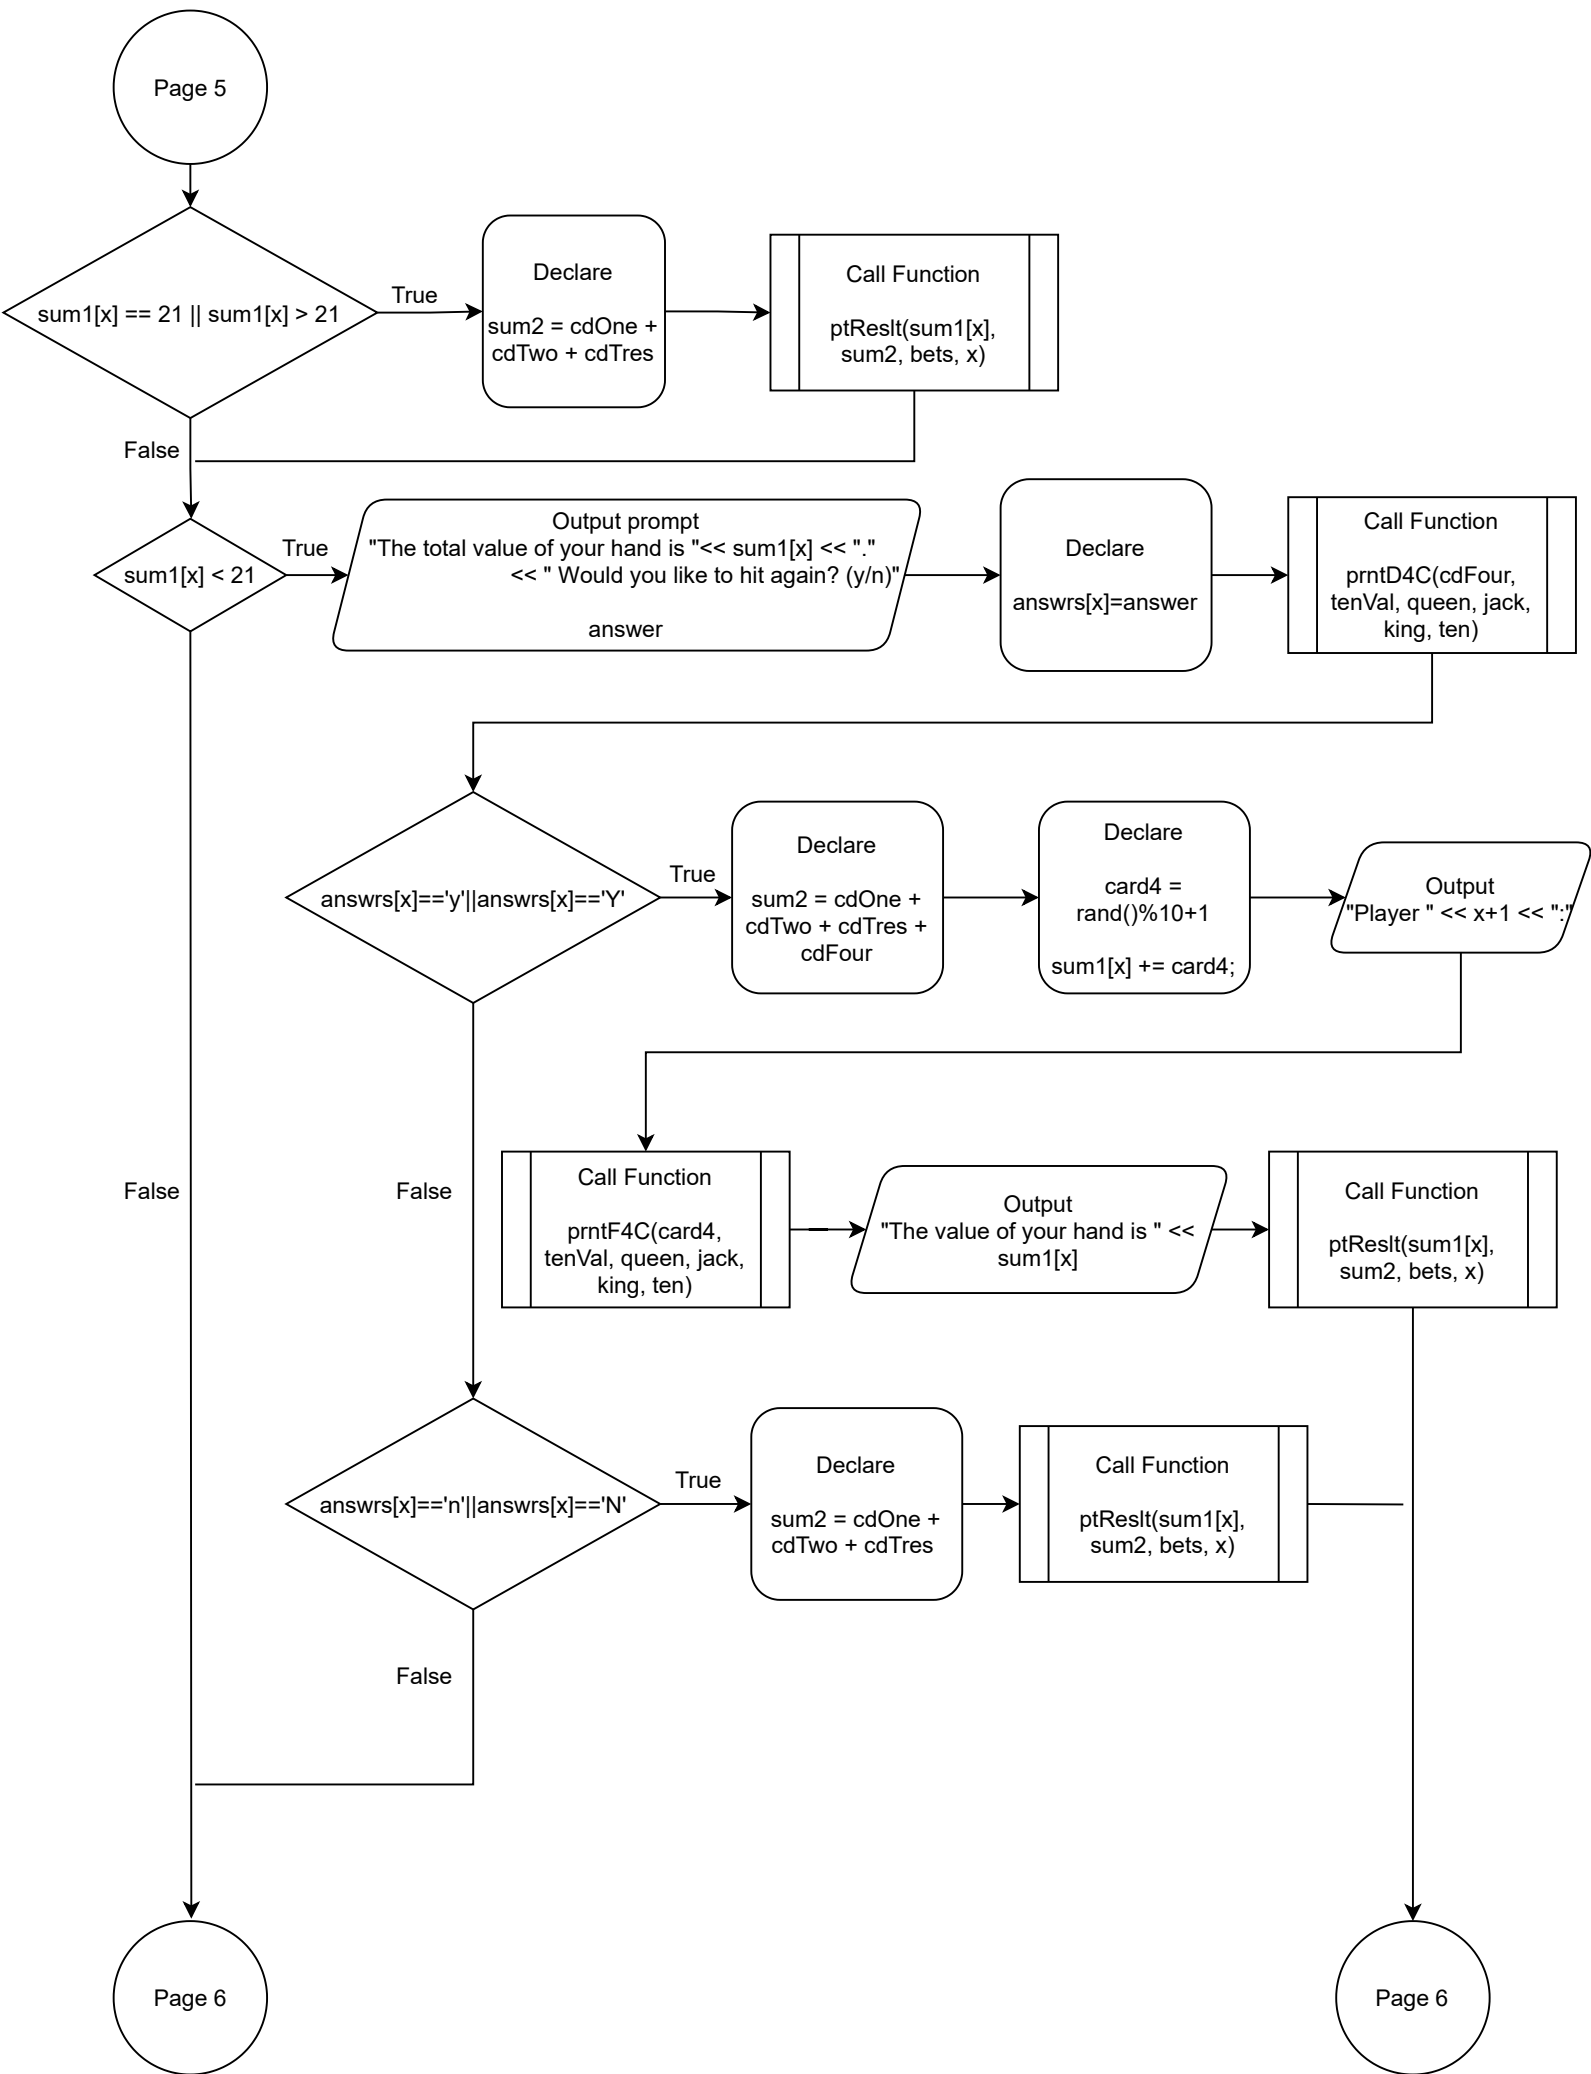 Page 5
sum1[x] == 21 || sum1[x] > 21
True
Declare
sum2 = cdOne +
cdTwo + cdTres
Call Function
ptReslt(sum1[x],
sum2, bets, x)
False
sum1[x] < 21
True
Output prompt
"The total value of your hand is "<< sum1[x] << "."
<< " Would you like to hit again? (y/n)"
answer
Declare
answrs[x]=answer
Call Function
prntD4C(cdFour,
tenVal, queen, jack,
king, ten)
answrs[x]=='y'||answrs[x]=='Y'
True
Declare
sum2 = cdOne +
cdTwo + cdTres +
cdFour
Declare
card4 =
rand()%10+1
sum1[x] += card4;
Output
"Player " << x+1 << ":"
False
False
Call Function
prntF4C(card4,
tenVal, queen, jack,
king, ten)
Output
"The value of your hand is " <<
sum1[x]
Call Function
ptReslt(sum1[x],
sum2, bets, x)
answrs[x]=='n'||answrs[x]=='N'
True
Declare
sum2 = cdOne +
cdTwo + cdTres
Call Function
ptReslt(sum1[x],
sum2, bets, x)
False
Page 6
Page 6